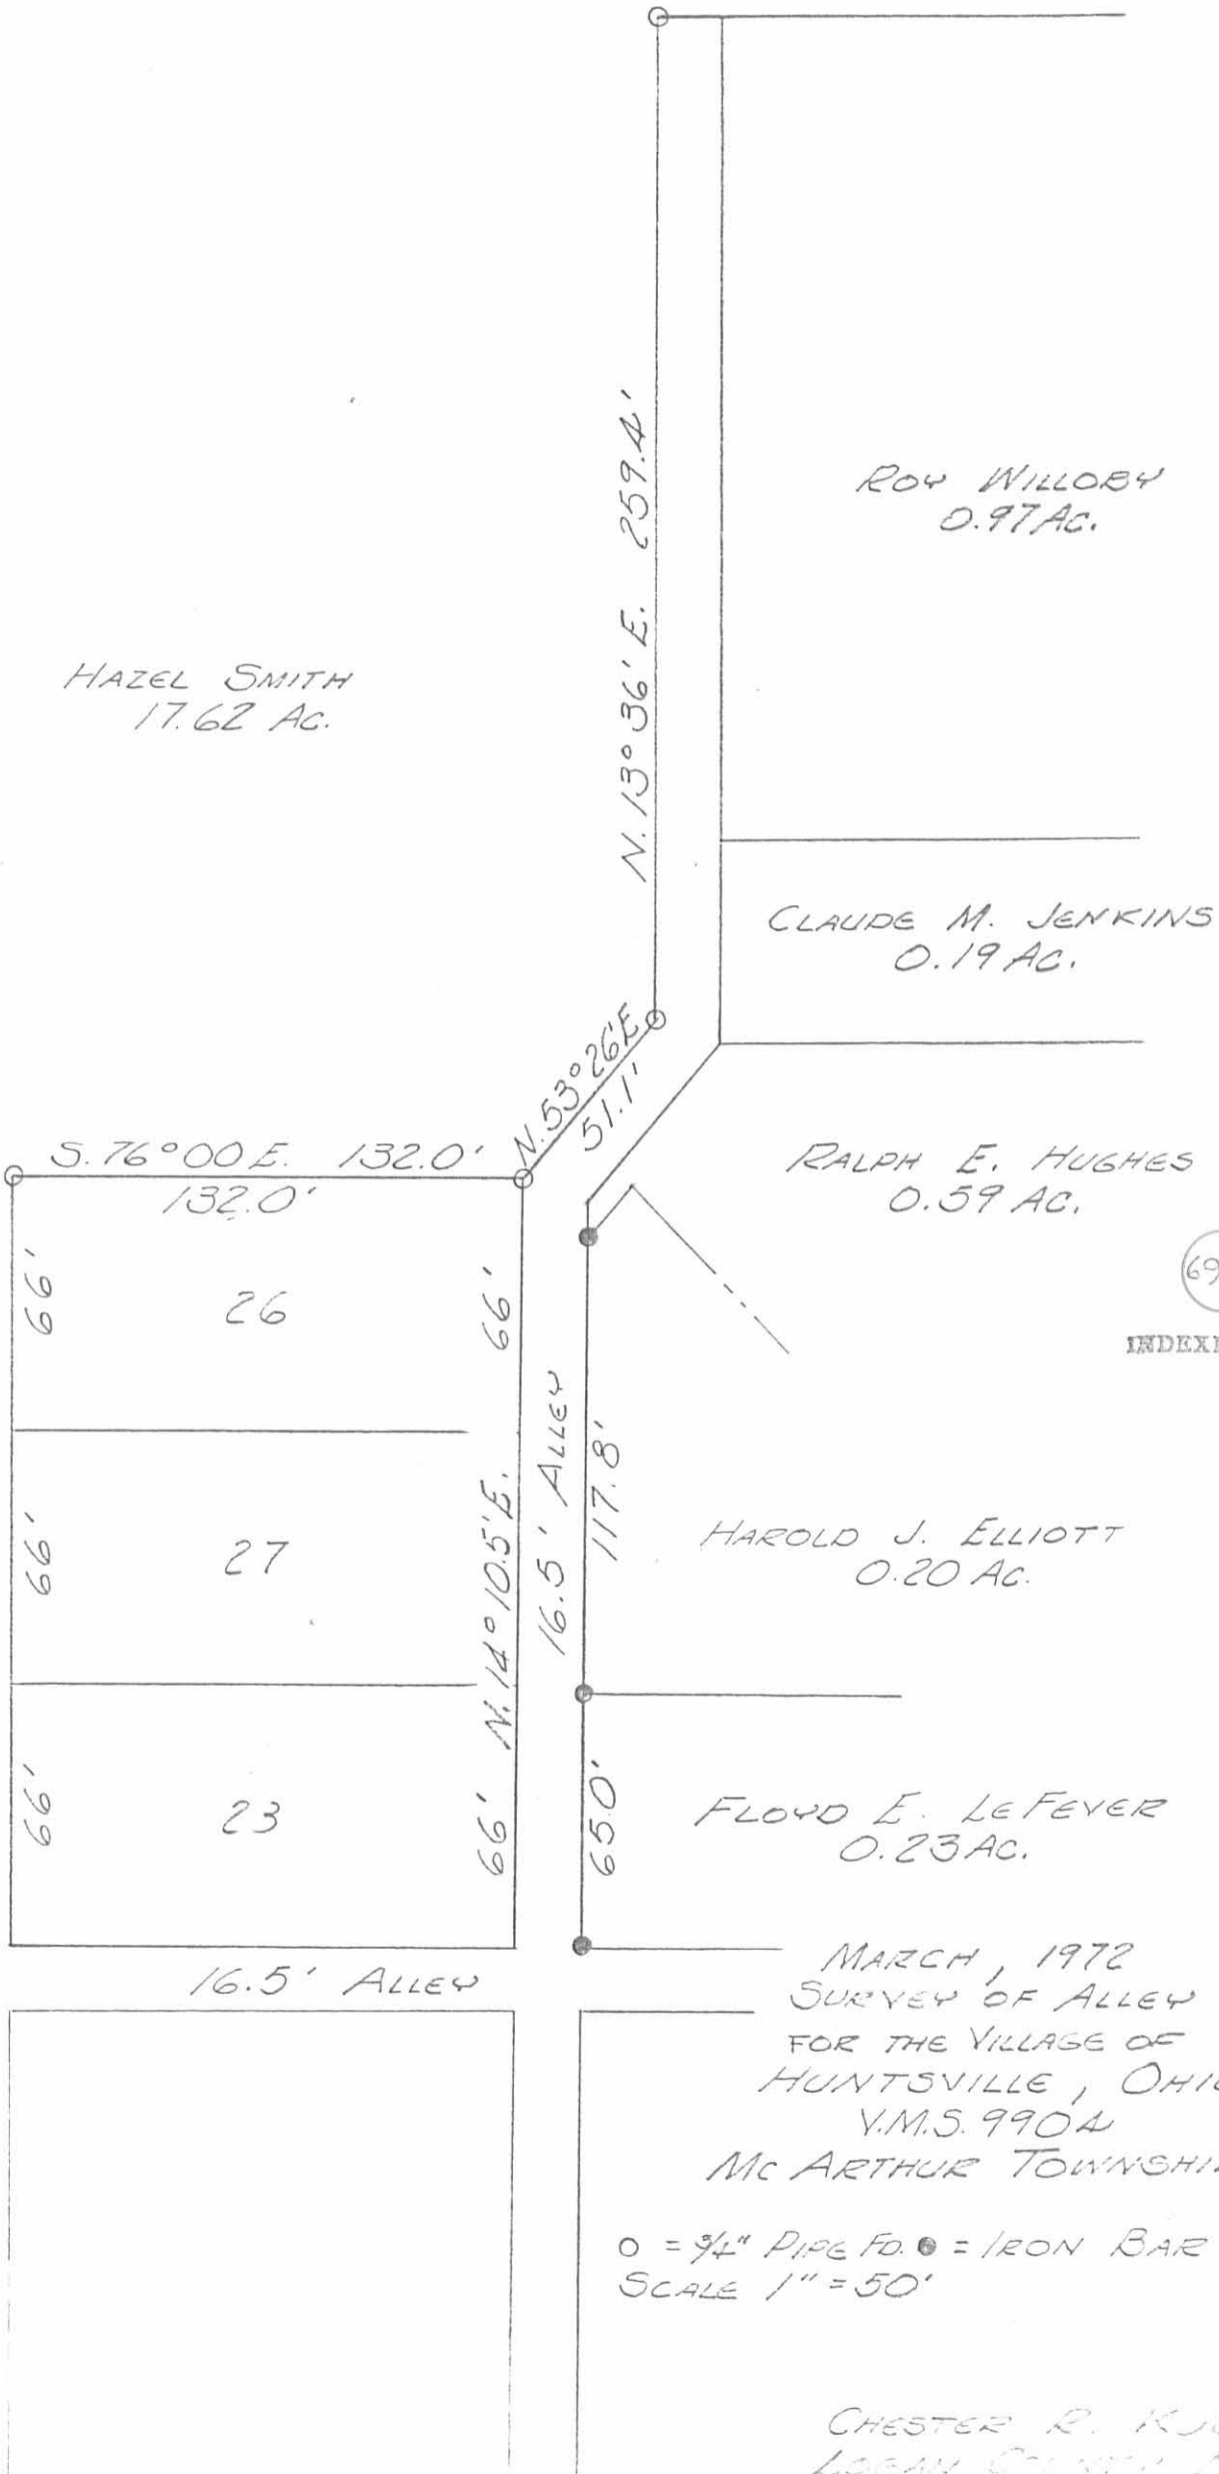 N. 13° 36' E. 259.4'
ROY WILLOBY
0.97 AC.
HAZEL SMITH
17.62 AC.
CLAUDE M. JENKINS
0.19 AC.
N. 53° 26' E
51.1'
S. 76° 00 E. 132.0'
132.0'
RALPH E. HUGHES
0.59 AC.
69
66'
26
66'
16.5' ALLEY
117.8'
N. 14° 10.5' E.
66'
27
HAROLD J. ELLIOTT
0.20 AC.
66'
23
66'
65.0'
FLOYD E. LEFEVER
0.23 AC.
16.5' ALLEY
MARCH, 1972
SURVEY OF ALLEY
FOR THE VILLAGE OF
HUNTSVILLE,
V.M.S. 9904
MC ARTHUR
O = 3/4" PIPE FD. ● = IRON BAR
SCALE 1" = 50'
CHESTER R.
LOGAN COUNTY